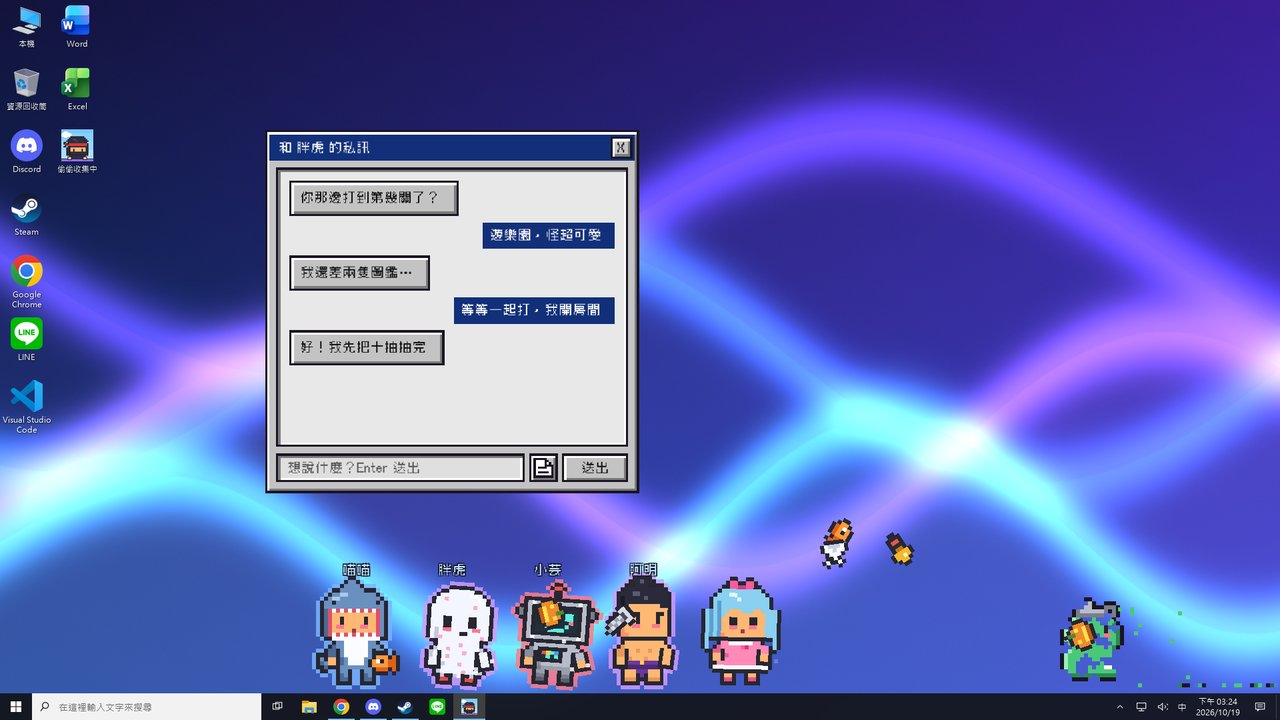 本機
Word
資源回收筒
Excel
Discord
偷偷收集中
Steam
Google
Chrome
LINE
Visual Studio
Code
和 胖虎 的私訊
X
你那邊打到第幾關了？
遊樂園，怪超可愛
我還差兩隻圖鑑…
等等一起打，我開房間
好！我先把十抽抽完
想說什麼？Enter 送出
送出
喵喵
胖虎
小芸
阿明
在這裡輸入文字來搜尋
中
下午 03:24
2026/10/19